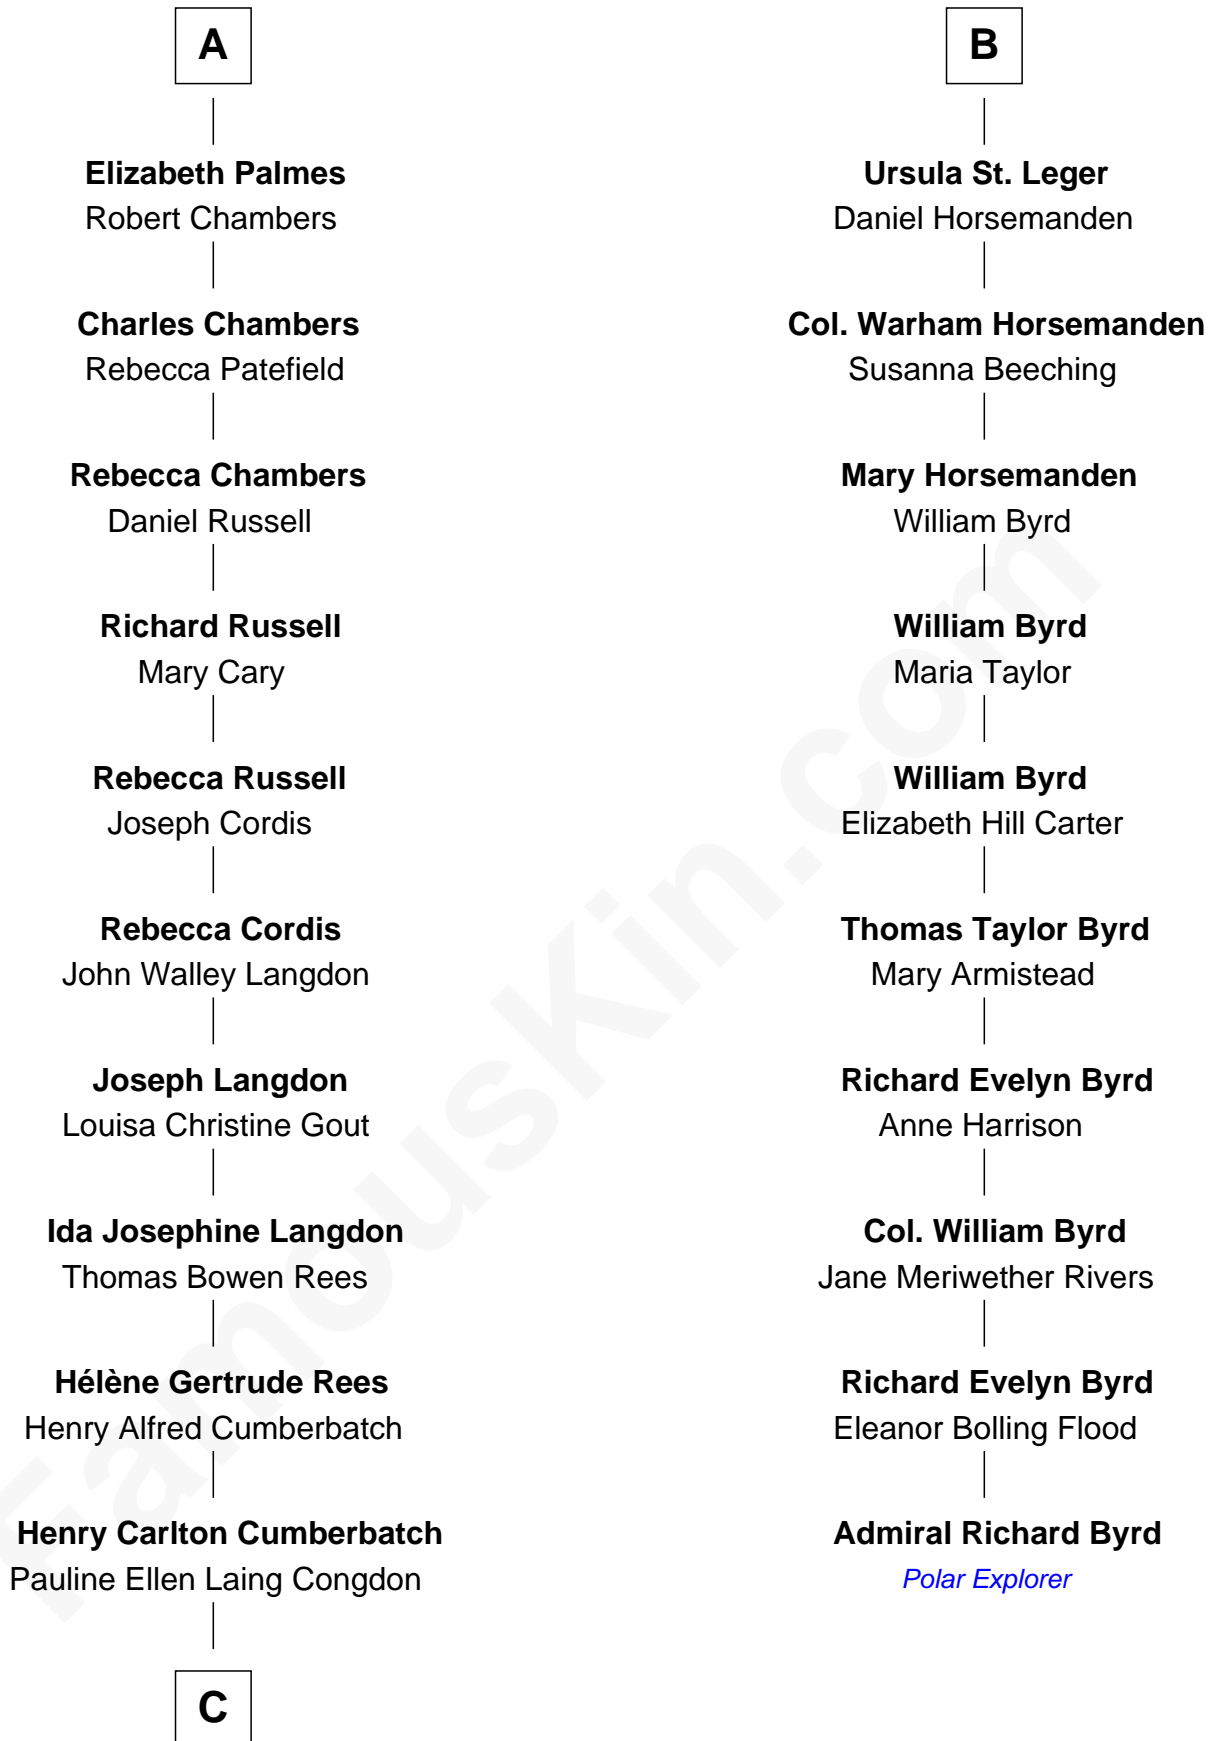 A
Elizabeth Palmes
Robert Chambers
Charles Chambers
Rebecca Patefield
Rebecca Chambers
Daniel Russell
Richard Russell
Mary Cary
Rebecca Russell
Joseph Cordis
Rebecca Cordis
John Walley Langdon
Joseph Langdon
Louisa Christine Gout
Ida Josephine Langdon
Thomas Bowen Rees
Hélène Gertrude Rees
Henry Alfred Cumberbatch
Henry Carlton Cumberbatch
Pauline Ellen Laing Congdon
C
B
Ursula St. Leger
Daniel Horsemanden
Col. Warham Horsemanden
Susanna Beeching
Mary Horsemanden
William Byrd
William Byrd
Maria Taylor
William Byrd
Elizabeth Hill Carter
Thomas Taylor Byrd
Mary Armistead
Richard Evelyn Byrd
Anne Harrison
Col. William Byrd
Jane Meriwether Rivers
Richard Evelyn Byrd
Eleanor Bolling Flood
Admiral Richard Byrd
Polar Explorer
FamousKin.com